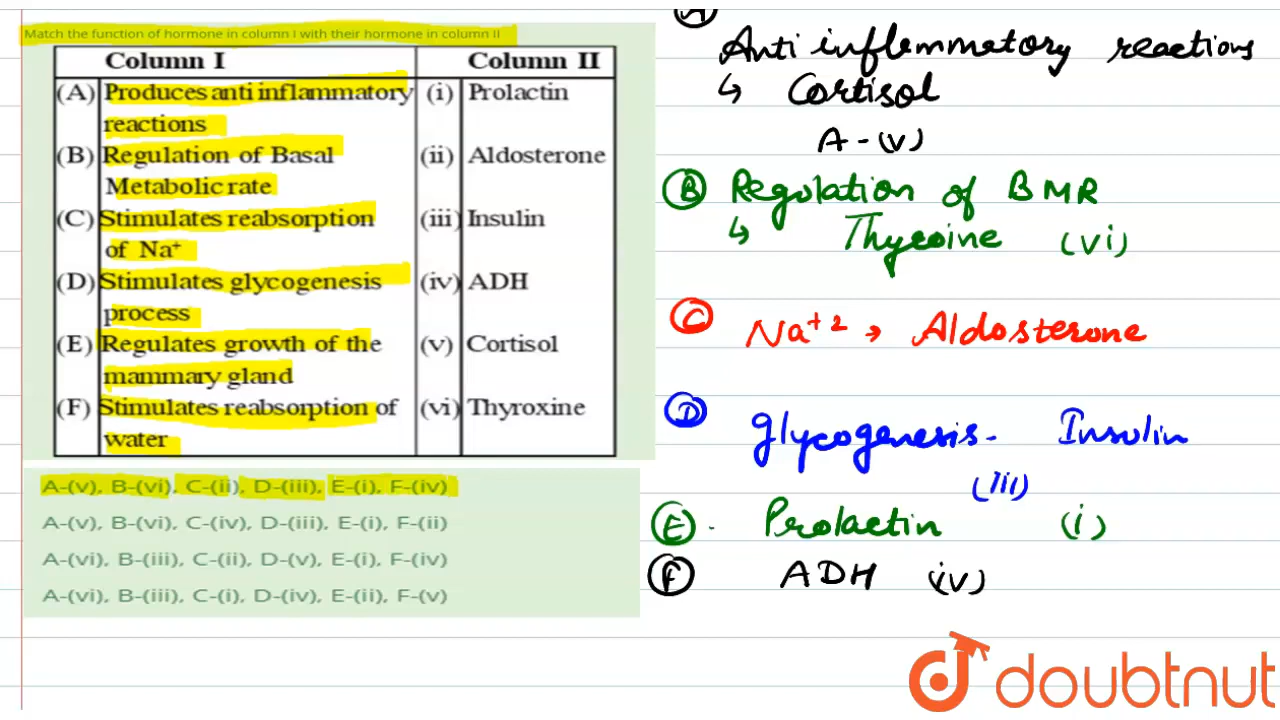 Match the function of hormone in column I with their hormone in column II
Column I Column II
(A) Produces anti inflammatory (i) Prolactin
reactions
(B) Regulation of Basal (ii) Aldosterone
Metabolic rate
(C) Stimulates reabsorption (iii) Insulin
of Na⁺
(D) Stimulates glycogenesis (iv) ADH
process
(E) Regulates growth of the (v) Cortisol
mammary gland
(F) Stimulates reabsorption of (vi) Thyroxine
water
A-(v), B-(vi), C-(ii), D-(iii), E-(i), F-(iv)
A-(v), B-(vi), C-(iv), D-(iii), E-(i), F-(ii)
A-(vi), B-(iii), C-(ii), D-(v), E-(i), F-(iv)
A-(vi), B-(iii), C-(i), D-(iv), E-(ii), F-(v)
A
Anti inflammatory reactions
↳ Cortisol
A-(v)
B Regulation of BMR
↳ Thyroine (vi)
C Na⁺² → Aldosterone
D glycogenesis- Insulin
(iii)
E. Prolactin (i)
F ADH (iv)
doubtnut